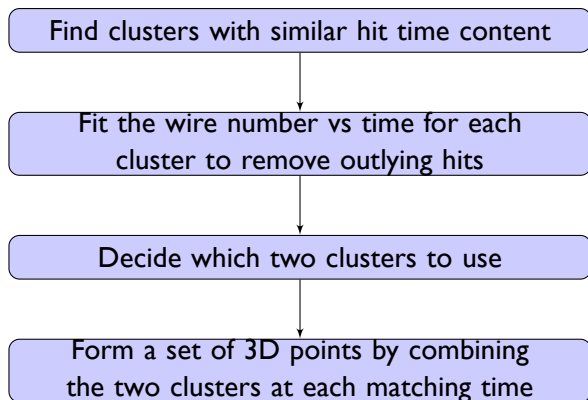 Find clusters with similar hit time content
Fit the wire number vs time for each
cluster to remove outlying hits
Decide which two clusters to use
Form a set of 3D points by combining
the two clusters at each matching time